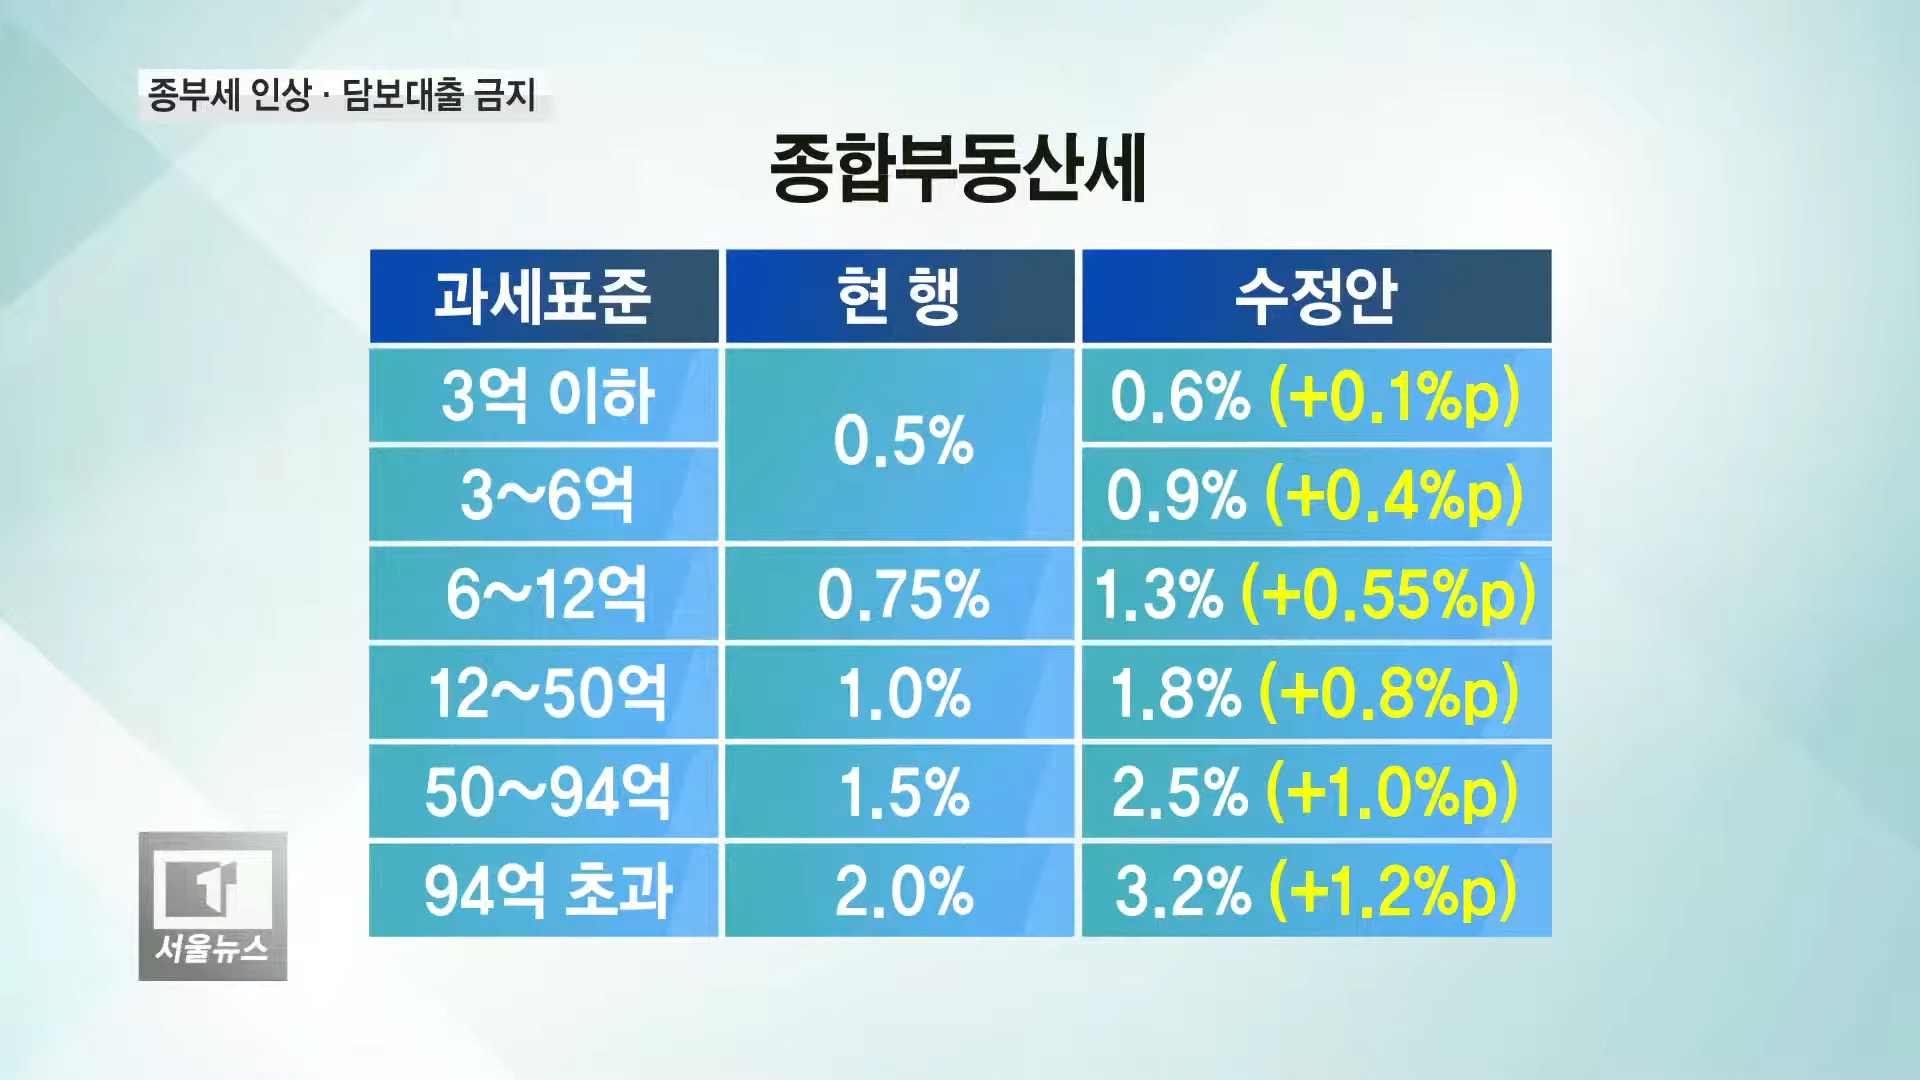 종부세 인상 · 담보대출 금지
종합부동산세
과세표준 현 행 수정안
3억 이하 0.5% 0.6% (+0.1%p)
3~6억 0.9% (+0.4%p)
6~12억 0.75% 1.3% (+0.55%p)
12~50억 1.0% 1.8% (+0.8%p)
50~94억 1.5% 2.5% (+1.0%p)
94억 초과 2.0% 3.2% (+1.2%p)
1
서울뉴스